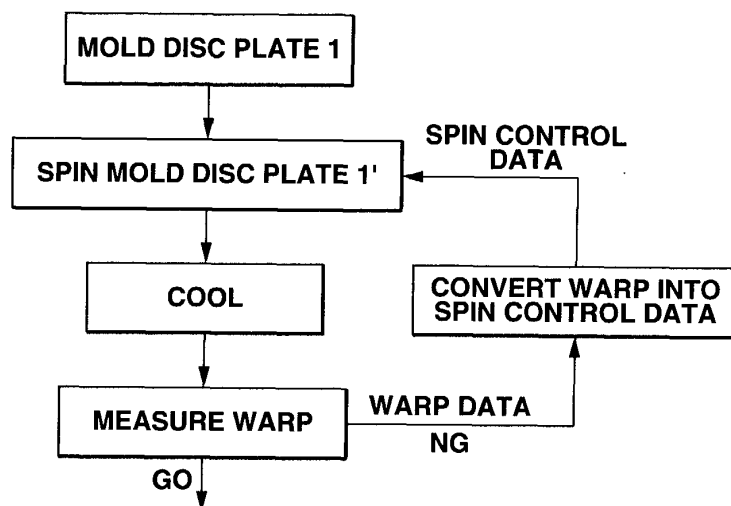 MOLD DISC PLATE 1
SPIN MOLD DISC PLATE 1'
SPIN CONTROL
DATA
COOL
CONVERT WARP INTO
SPIN CONTROL DATA
MEASURE WARP
WARP DATA
NG
GO